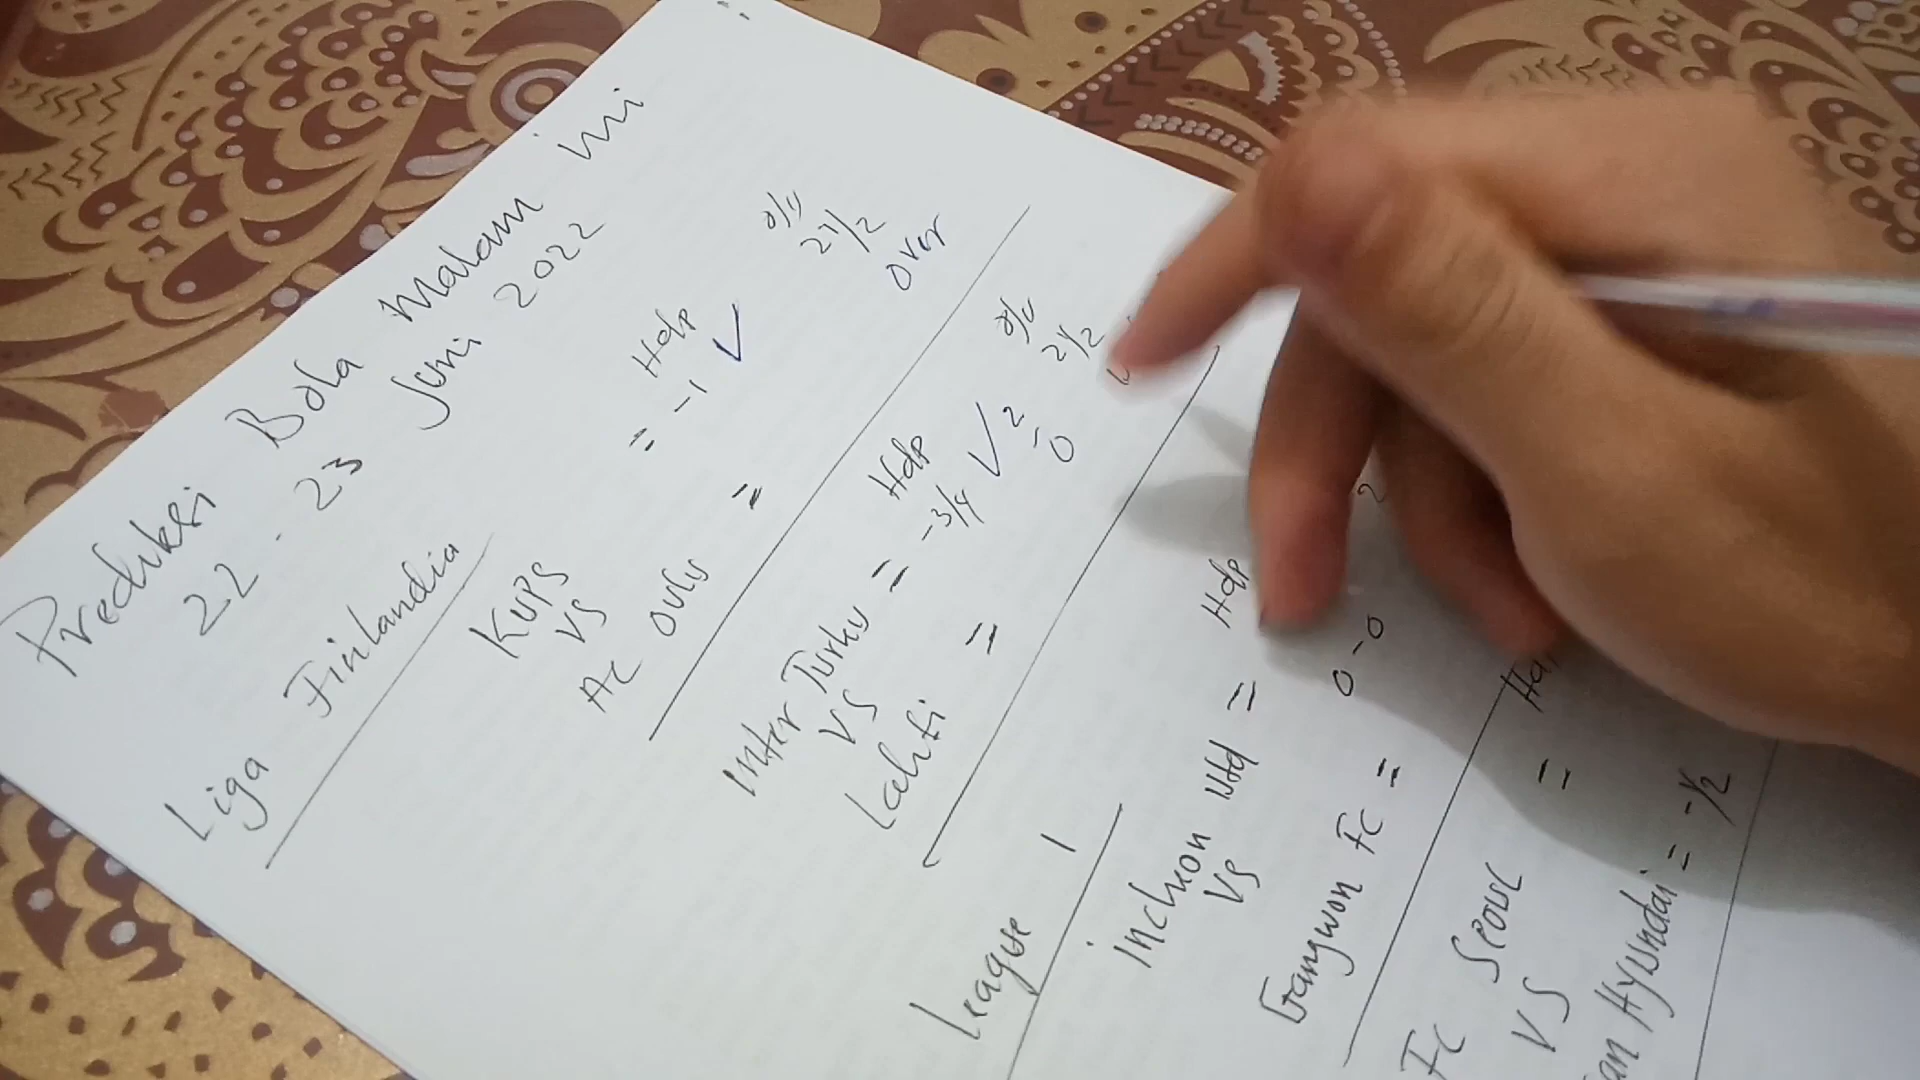 Prediksi Bola Malam ini
22 - 23 Juni 2022
Liga Finlandia
Hdp o/u
KUPS = -1 ✓ 2 1/2
VS Over
AC OULU =
Hdp o/u
Inter Turku = -3/4 ✓ 2 2 1/2
VS -0
Lahti =
League 1
Hdp
incheon Utd = 0-0
VS
Gangwon FC =
FC Seoul =
VS
Hyundai = -1/2